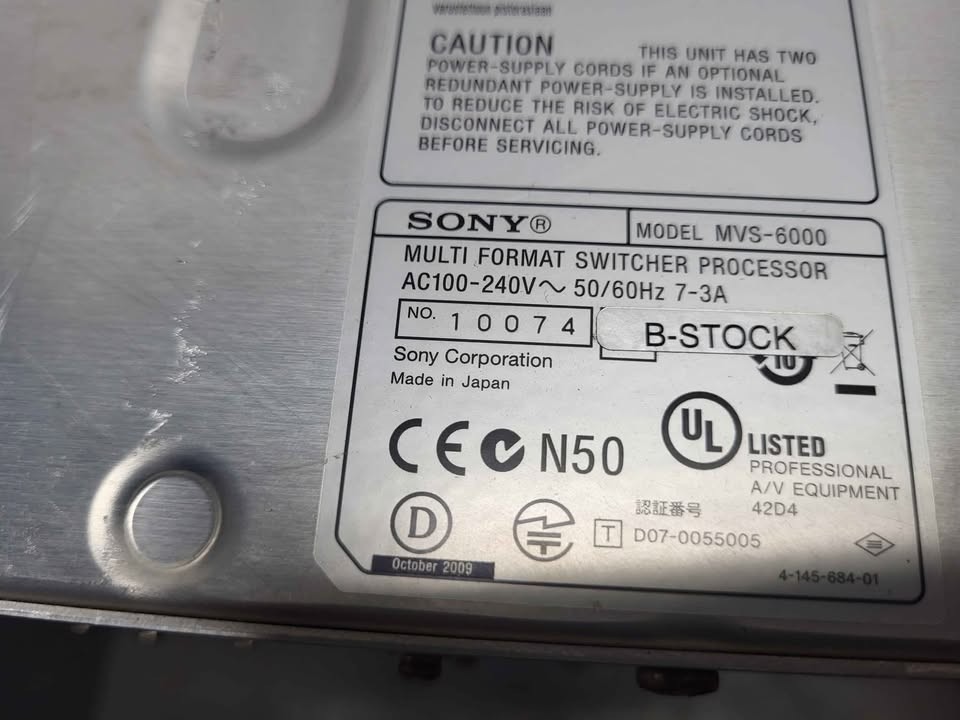 CAUTION THIS UNIT HAS TWO
POWER-SUPPLY CORDS IF AN OPTIONAL
REDUNDANT POWER-SUPPLY IS INSTALLED.
TO REDUCE THE RISK OF ELECTRIC SHOCK,
DISCONNECT ALL POWER-SUPPLY CORDS
BEFORE SERVICING.
SONY®
MODEL MVS-6000
MULTI FORMAT SWITCHER PROCESSOR
AC100-240V~ 50/60Hz 7-3A
NO. 10074
B-STOCK
10
Sony Corporation
Made in Japan
CE N50
UL LISTED
PROFESSIONAL
A/V EQUIPMENT
42D4
D
認証番号
T D07-0055005
October 2009
4-145-684-01